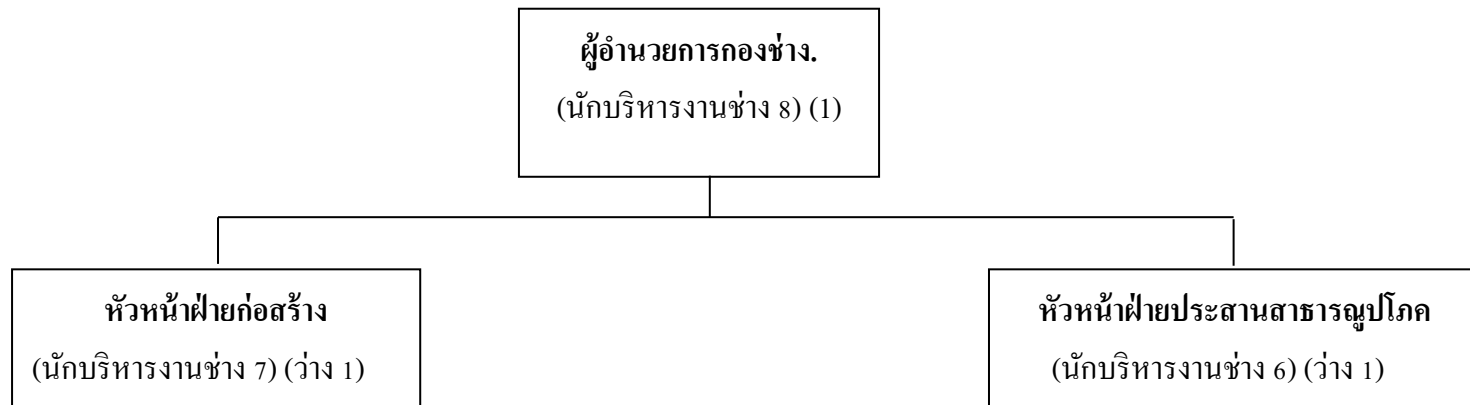 ผู้อำนวยการกองช่าง.
(นักบริหารงานช่าง 8) (1)
หัวหน้าฝ่ายก่อสร้าง
(นักบริหารงานช่าง 7) (ว่าง 1)
หัวหน้าฝ่ายประสานสาธารณูปโภค
(นักบริหารงานช่าง 6) (ว่าง 1)